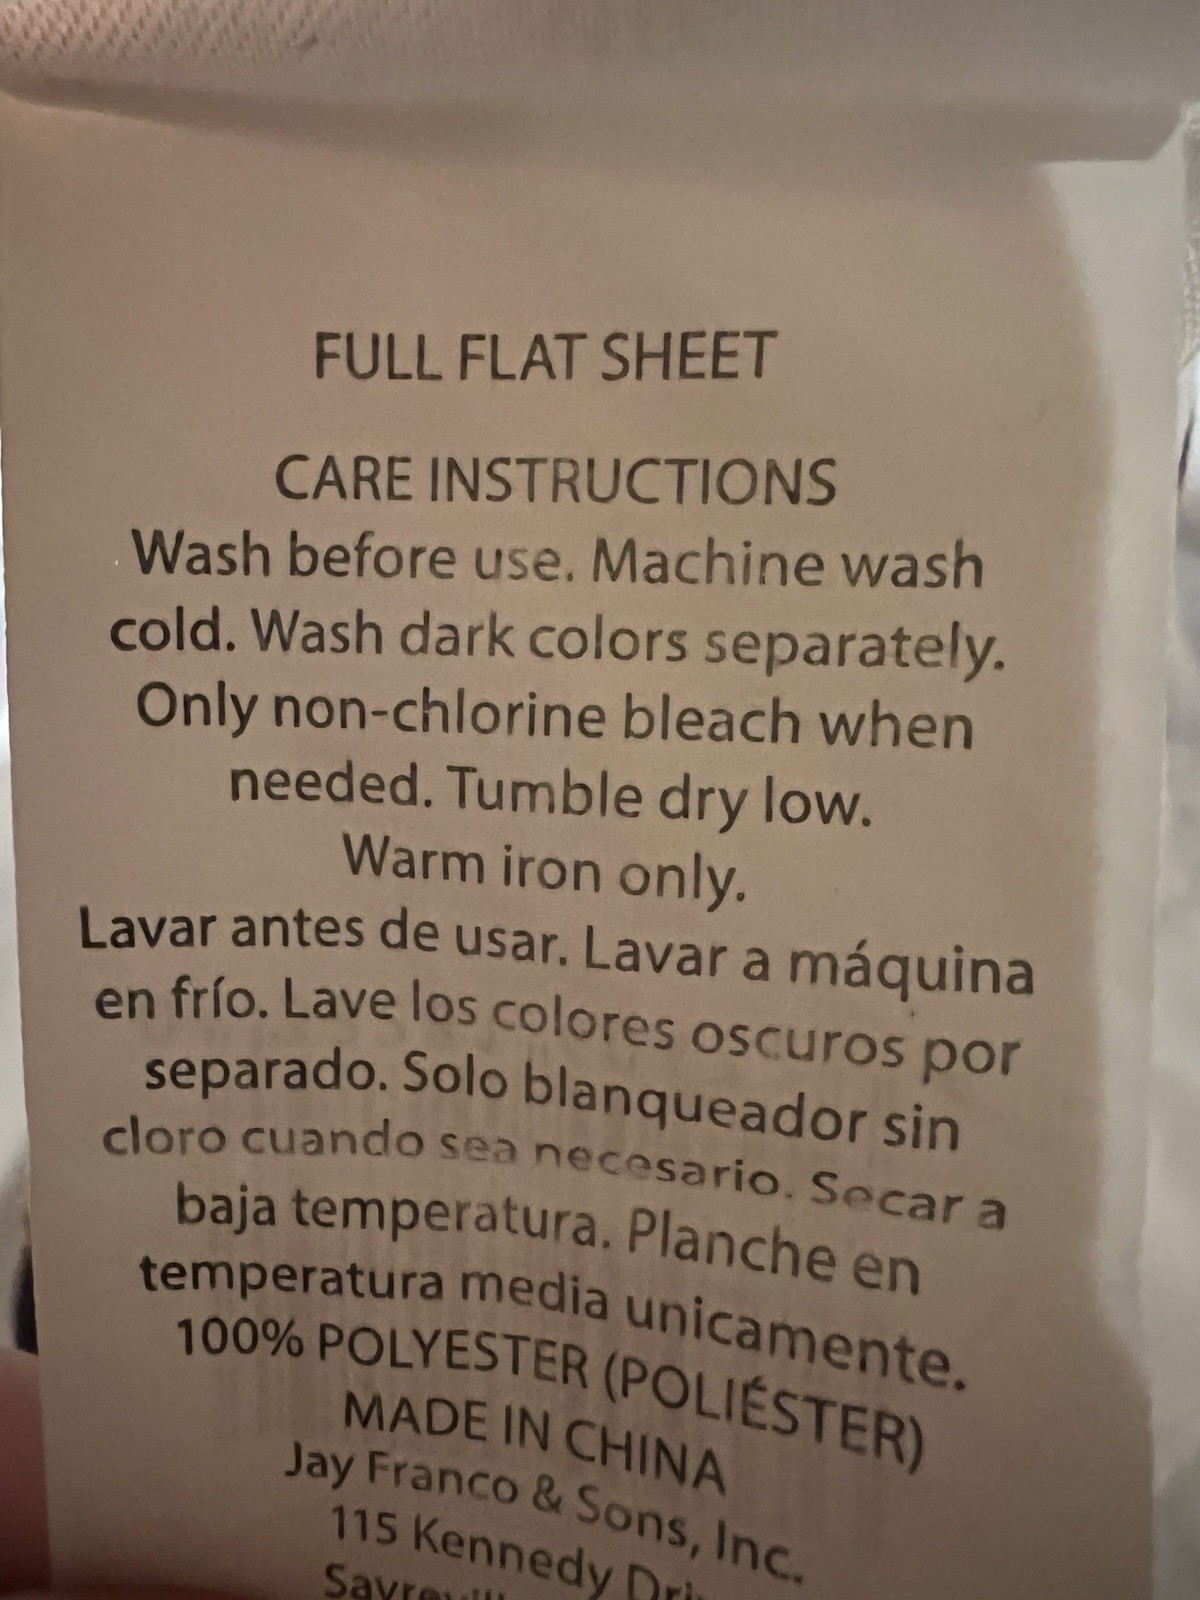 FULL FLAT SHEET
CARE INSTRUCTIONS
Wash before use. Machine wash
cold. Wash dark colors separately.
Only non-chlorine bleach when
needed. Tumble dry low.
Warm iron only.
Lavar antes de usar. Lavar a máquina
en frío. Lave los colores oscuros por
separado. Solo blanqueador sin
cloro cuando sea necesario. Secar a
baja temperatura. Planche en
temperatura media unicamente.
100% POLYESTER (POLIÉSTER)
MADE IN CHINA
Jay Franco & Sons, Inc.
115 Kennedy